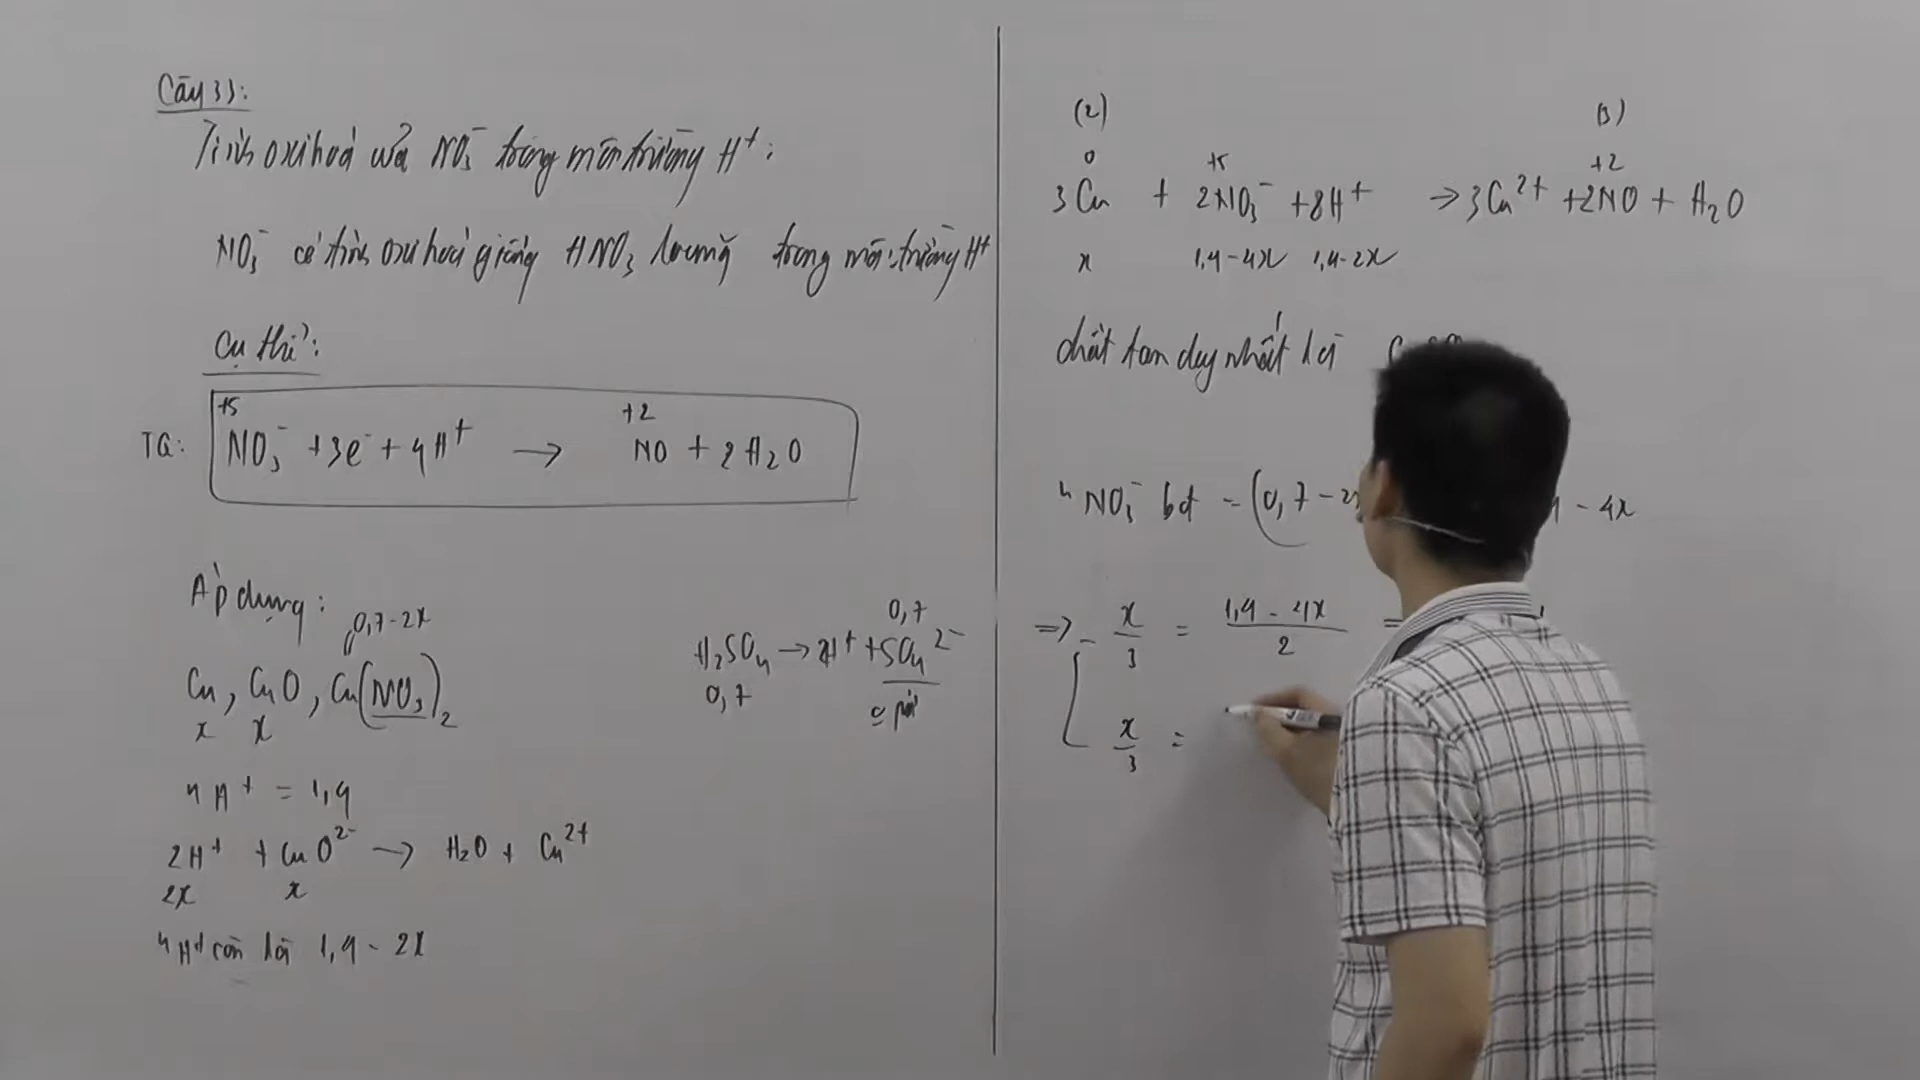 Câu 33:
Tính oxi hoá của NO₃⁻ trong môi trường H⁺:
NO₃⁻ có tính oxi hoá giống HNO₃ loãng trong môi trường H⁺
Cụ thể:
+5 +2
TQ: NO₃⁻ + 3e⁻ + 4H⁺ → NO + 2H₂O
Áp dụng:
0,7-2x
Cu, CuO, Cu(NO₃)₂
x x
0,7
H₂SO₄ → 2H⁺ + SO₄²⁻
0,7
nH⁺ = 1,4
2H⁺ + CuO²⁻ → H₂O + Cu²⁺
2x x
nH⁺ còn lại 1,4 - 2x
(2) (3)
0 +5 +2
3Cu + 2NO₃⁻ + 8H⁺ → 3Cu²⁺ + 2NO + H₂O
x 1,4-4x 1,4-2x
chất tan duy nhất là
nNO₃⁻ bđ = (0,7 - 2 - 4x
=> x/3 = (1,4 - 4x)/2 =
x/3 =